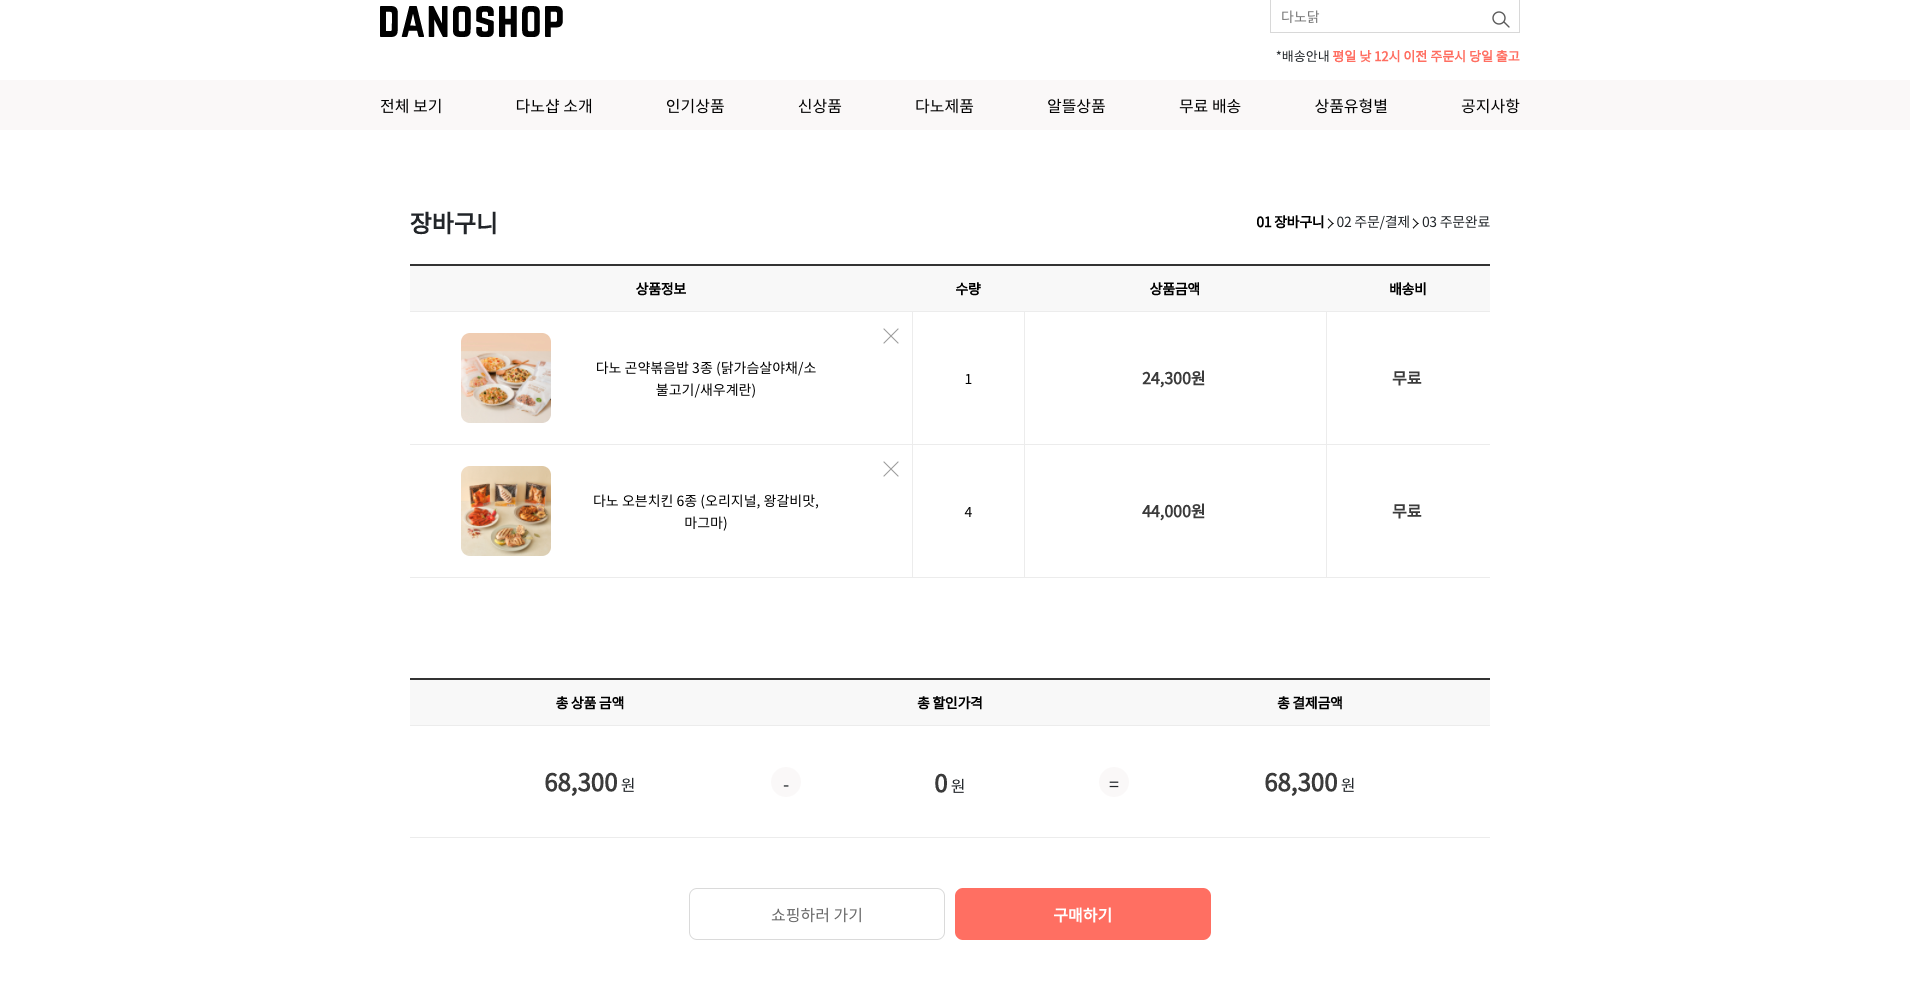 DANOSHOP
다노닭
*배송안내 평일 낮 12시 이전 주문시 당일 출고
전체 보기 다노샵 소개 인기상품 신상품 다노제품 알뜰상품 무료 배송 상품유형별 공지사항
장바구니
01 장바구니 > 02 주문/결제 > 03 주문완료
상품정보 수량 상품금액 배송비
다노 곤약볶음밥 3종 (닭가슴살야채/소
불고기/새우계란)
1 24,300원 무료
다노 오븐치킨 6종 (오리지널, 왕갈비맛,
마그마)
4 44,000원 무료
총 상품 금액 총 할인가격 총 결제금액
68,300 원 - 0 원 = 68,300 원
쇼핑하러 가기 구매하기